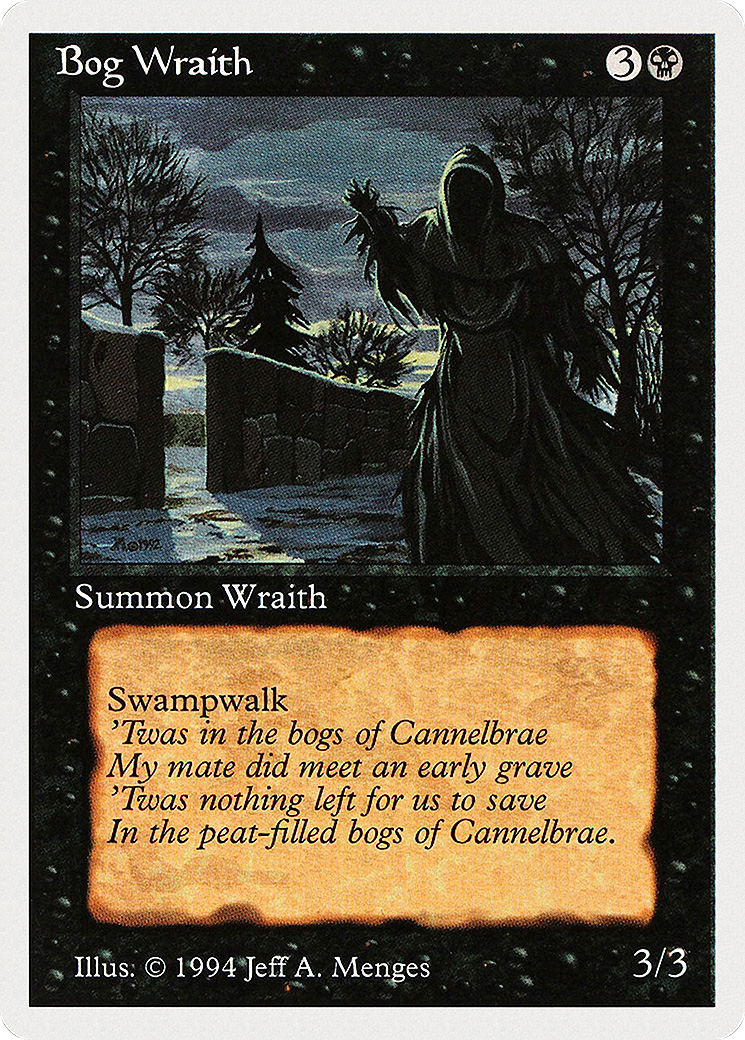 Bog Wraith 3
Summon Wraith
Swampwalk
'Twas in the bogs of Cannelbrae
My mate did meet an early grave
'Twas nothing left for us to save
In the peat-filled bogs of Cannelbrae.
Illus. © 1994 Jeff A. Menges 3/3